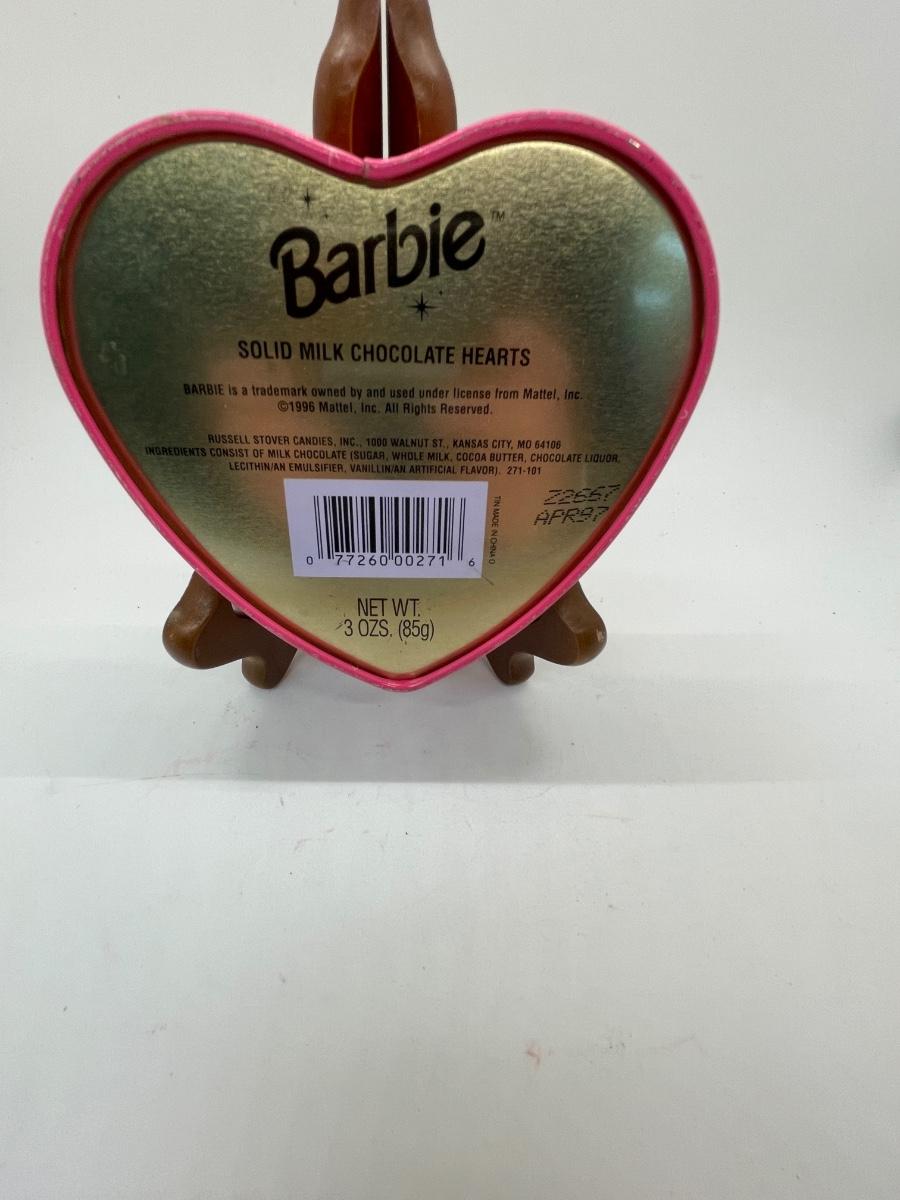 Barbie™
SOLID MILK CHOCOLATE HEARTS
BARBIE is a trademark owned by and used under license from Mattel, Inc.
©1996 Mattel, Inc. All Rights Reserved.
RUSSELL STOVER CANDIES, INC., 1000 WALNUT ST., KANSAS CITY, MO 64106
INGREDIENTS CONSIST OF MILK CHOCOLATE (SUGAR, WHOLE MILK, COCOA BUTTER, CHOCOLATE LIQUOR,
LECITHIN/AN EMULSIFIER, VANILLIN/AN ARTIFICIAL FLAVOR). 271-101
0 77260 00271 6
TIN MADE IN CHINA 0
22667
APR97
NET WT.
3 OZS. (85g)